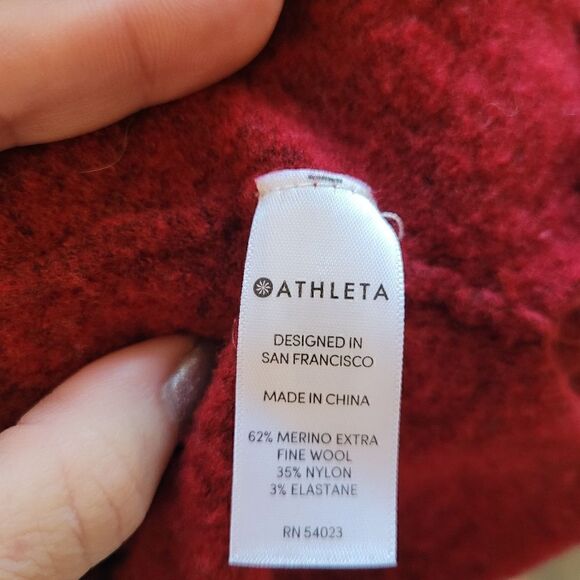 ATHLETA
DESIGNED IN
SAN FRANCISCO
MADE IN CHINA
62% MERINO EXTRA
FINE WOOL
35% NYLON
3% ELASTANE
RN 54023